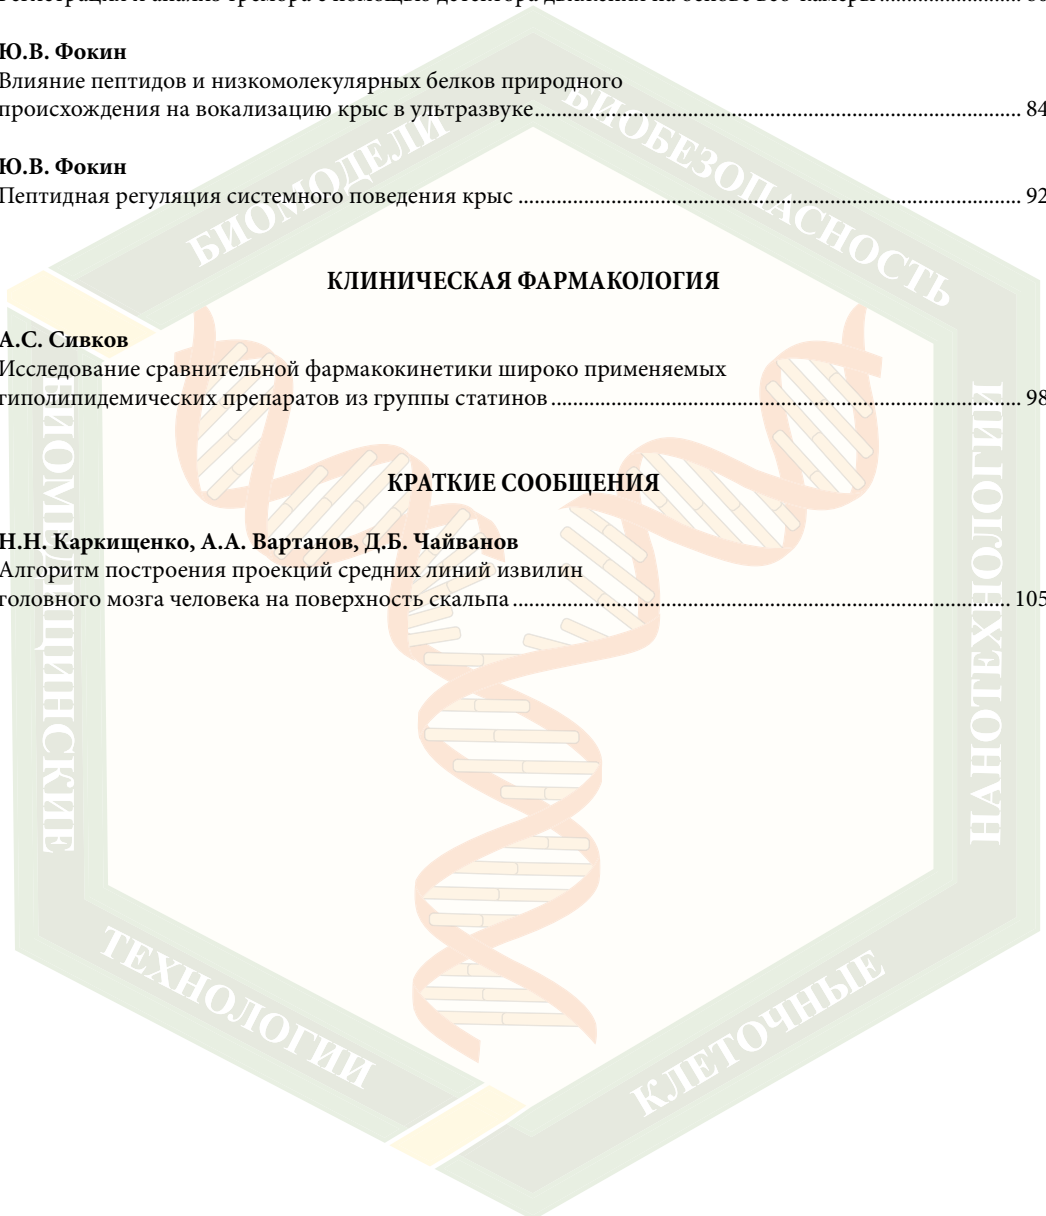 Ю.В. Фокин
Влияние пептидов и низкомолекулярных белков природного
происхождения на вокализацию крыс в ультразвуке.......... 84
Ю.В. Фокин
Пептидная регуляция системного поведения крыс .......... 92
КЛИНИЧЕСКАЯ ФАРМАКОЛОГИЯ
А.С. Сивков
Исследование сравнительной фармакокинетики широко применяемых
гиполипидемических препаратов из группы статинов .......... 98
КРАТКИЕ СООБЩЕНИЯ
Н.Н. Каркищенко, А.А. Вартанов, Д.Б. Чайванов
Алгоритм построения проекций средних линий извилин
головного мозга человека на поверхность скальпа .......... 105
БИОМОДЕЛИ
БИОБЕЗОПАСНОСТЬ
БИОМЕДИЦИНСКИЕ
НАНОТЕХНОЛОГИИ
ТЕХНОЛОГИИ
КЛЕТОЧНЫЕ